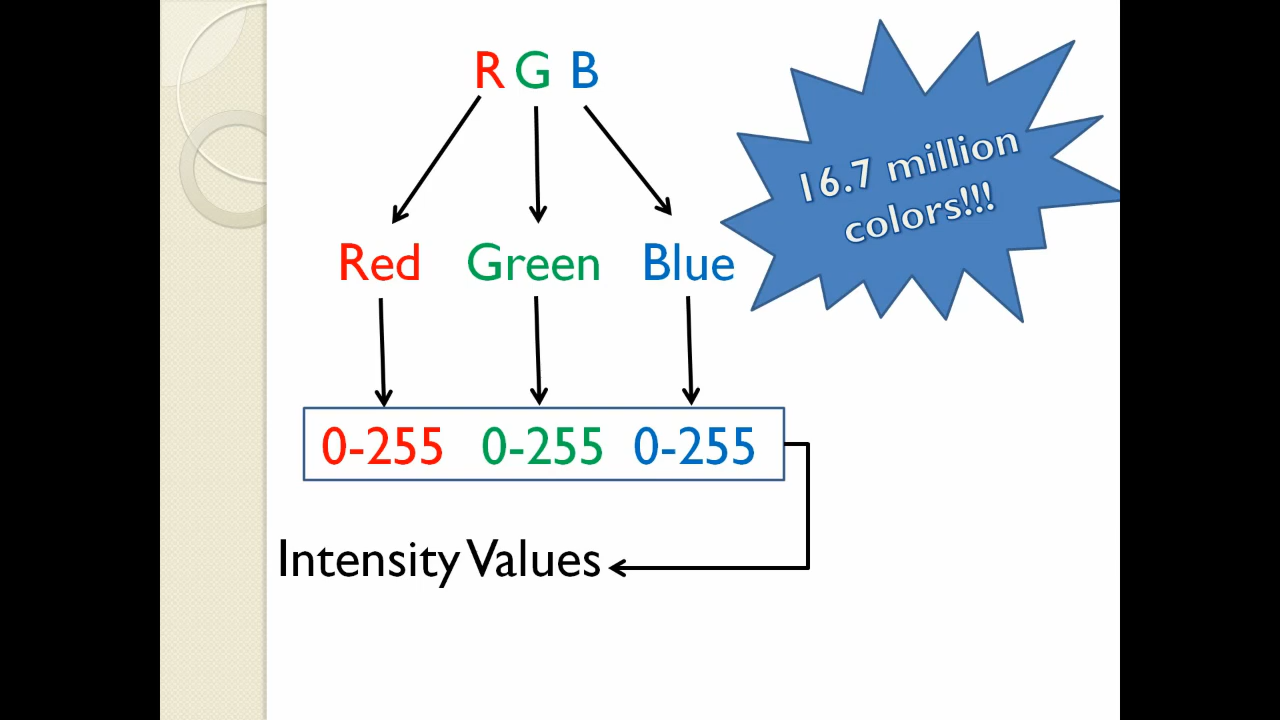 R G B
16.7 million
colors!!!
Red Green Blue
0-255 0-255 0-255
Intensity Values